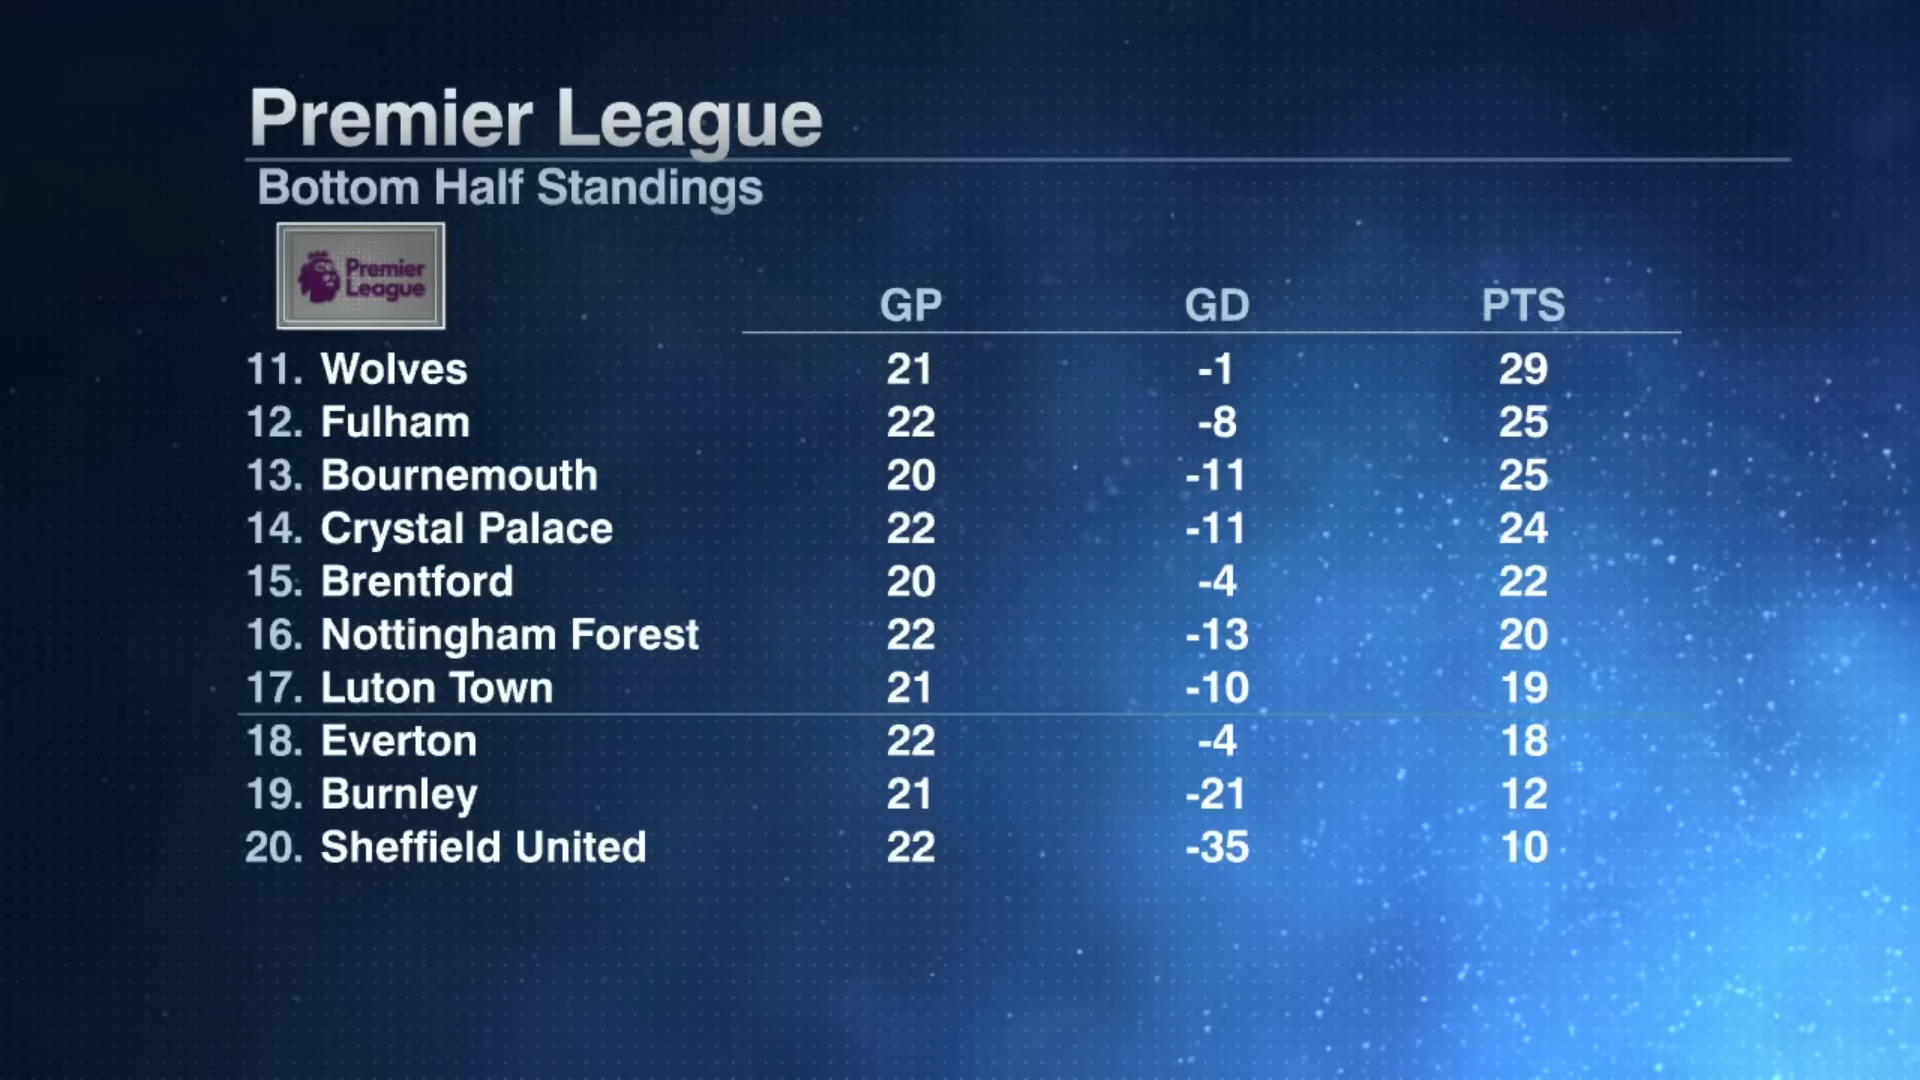 Premier League
Bottom Half Standings
Premier
League
GP GD PTS
11. Wolves 21 -1 29
12. Fulham 22 -8 25
13. Bournemouth 20 -11 25
14. Crystal Palace 22 -11 24
15. Brentford 20 -4 22
16. Nottingham Forest 22 -13 20
17. Luton Town 21 -10 19
18. Everton 22 -4 18
19. Burnley 21 -21 12
20. Sheffield United 22 -35 10